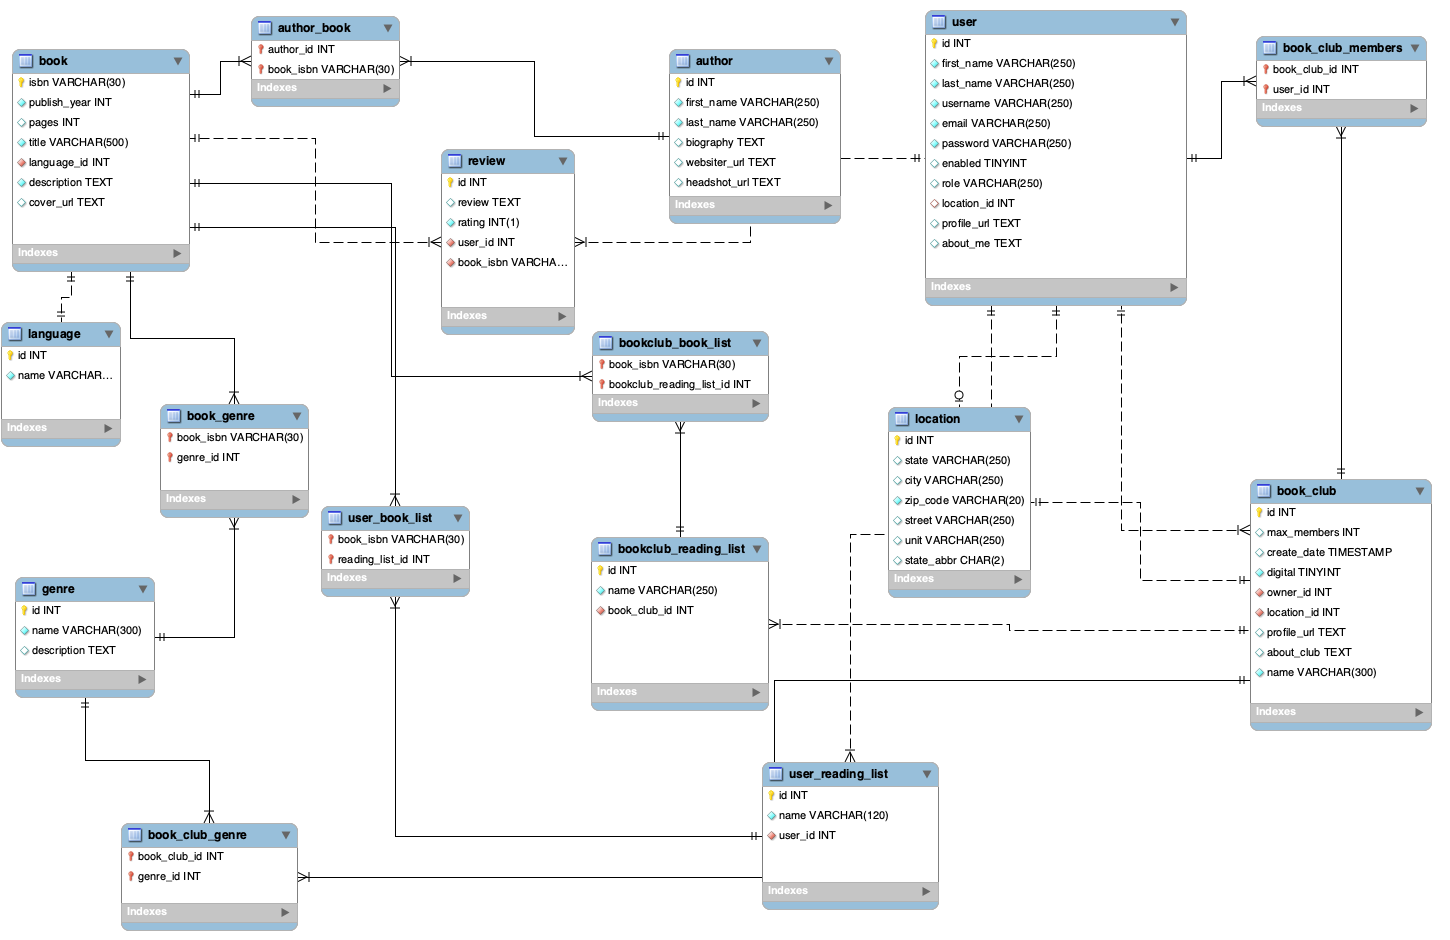 author_book
author_id INT
book_isbn VARCHAR(30)
Indexes
user
id INT
first_name VARCHAR(250)
last_name VARCHAR(250)
username VARCHAR(250)
email VARCHAR(250)
password VARCHAR(250)
enabled TINYINT
role VARCHAR(250)
location_id INT
profile_url TEXT
about_me TEXT
Indexes
book_club_members
book_club_id INT
user_id INT
Indexes
book
isbn VARCHAR(30)
publish_year INT
pages INT
title VARCHAR(500)
language_id INT
description TEXT
cover_url TEXT
Indexes
author
id INT
first_name VARCHAR(250)
last_name VARCHAR(250)
biography TEXT
websiter_url TEXT
headshot_url TEXT
Indexes
review
id INT
review TEXT
rating INT(1)
user_id INT
book_isbn VARCHA...
Indexes
language
id INT
name VARCHAR...
Indexes
bookclub_book_list
book_isbn VARCHAR(30)
bookclub_reading_list_id INT
Indexes
book_genre
book_isbn VARCHAR(30)
genre_id INT
Indexes
location
id INT
state VARCHAR(250)
city VARCHAR(250)
zip_code VARCHAR(20)
street VARCHAR(250)
unit VARCHAR(250)
state_abbr CHAR(2)
Indexes
book_club
id INT
max_members INT
create_date TIMESTAMP
digital TINYINT
owner_id INT
location_id INT
profile_url TEXT
about_club TEXT
name VARCHAR(300)
Indexes
user_book_list
book_isbn VARCHAR(30)
reading_list_id INT
Indexes
bookclub_reading_list
id INT
name VARCHAR(250)
book_club_id INT
Indexes
genre
id INT
name VARCHAR(300)
description TEXT
Indexes
user_reading_list
id INT
name VARCHAR(120)
user_id INT
Indexes
book_club_genre
book_club_id INT
genre_id INT
Indexes